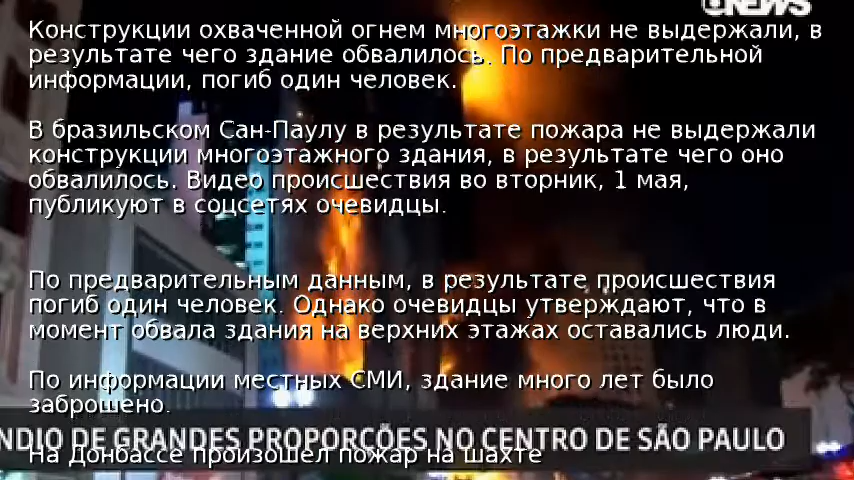 NEWS
Конструкции охваченной огнем многоэтажки не выдержали, в
результате чего здание обвалилось. По предварительной
информации, погиб один человек.
В бразильском Сан-Паулу в результате пожара не выдержали
конструкции многоэтажного здания, в результате чего оно
обвалилось. Видео происшествия во вторник, 1 мая,
публикуют в соцсетях очевидцы.
По предварительным данным, в результате происшествия
погиб один человек. Однако очевидцы утверждают, что в
момент обвала здания на верхних этажах оставались люди.
По информации местных СМИ, здание много лет было
заброшено.
NDIO DE GRANDES PROPORÇÕES NO CENTRO DE SÃO PAULO
На Донбассе произошел пожар на шахте